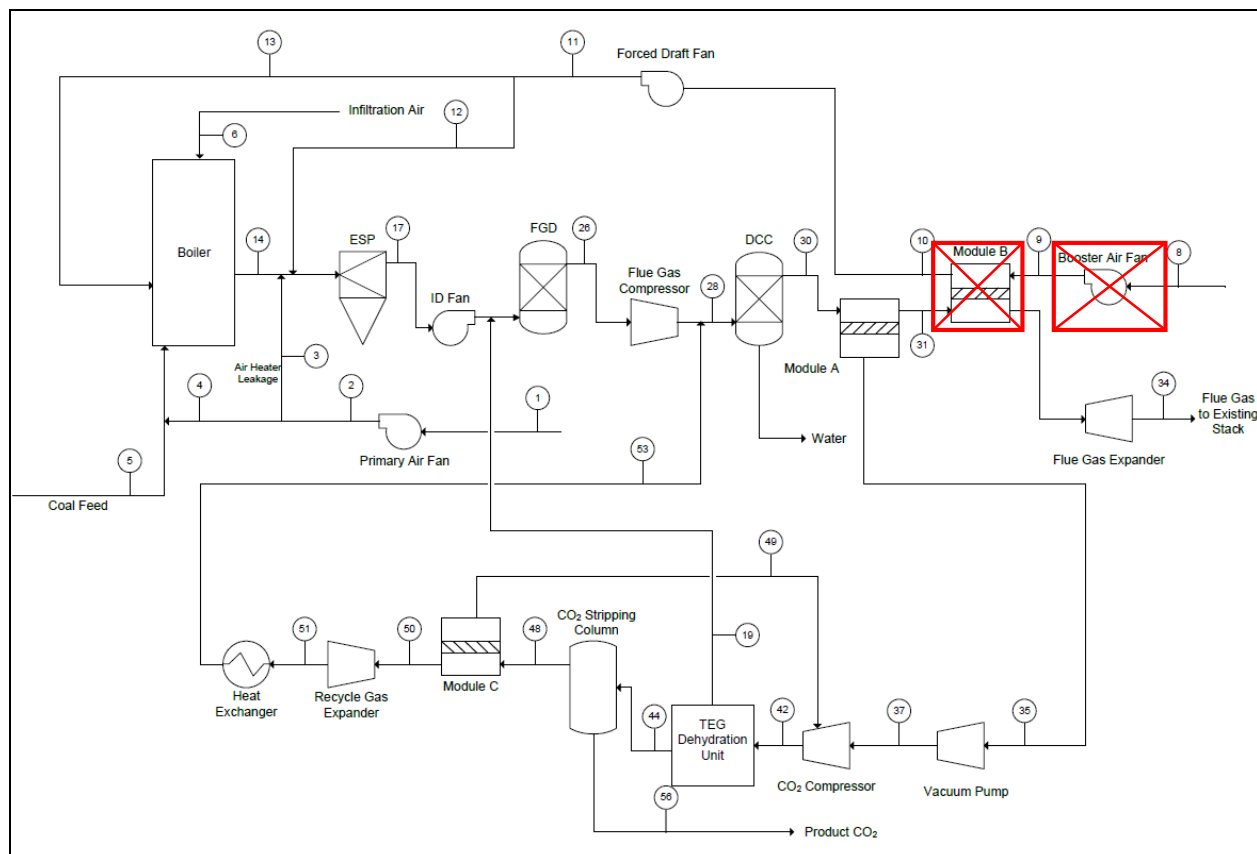 13
11
Forced Draft Fan
Infiltration Air
12
6
Boiler
14
ESP
17
ID Fan
FGD
26
Flue Gas
Compressor
28
DCC
30
10
Module B
9
Booster Air Fan
8
31
Module A
Air Heater
Leakage
3
4
2
1
Primary Air Fan
5
Coal Feed
53
Water
34
Flue Gas
to Existing
Stack
Flue Gas Expander
49
CO₂ Stripping
Column
51
50
48
19
Module C
Heat
Exchanger
Recycle Gas
Expander
44
TEG
Dehydration
Unit
42
37
35
CO₂ Compressor
Vacuum Pump
56
Product CO₂